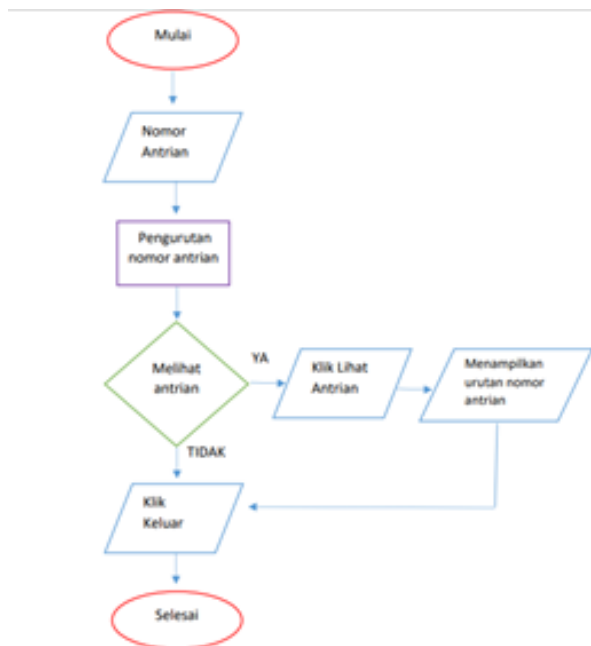 Mulai
Nomor
Antrian
Pengurutan
nomor antrian
Melihat
antrian
YA
Klik Lihat
Antrian
Menampilkan
urutan nomor
antrian
TIDAK
Klik
Keluar
Selesai